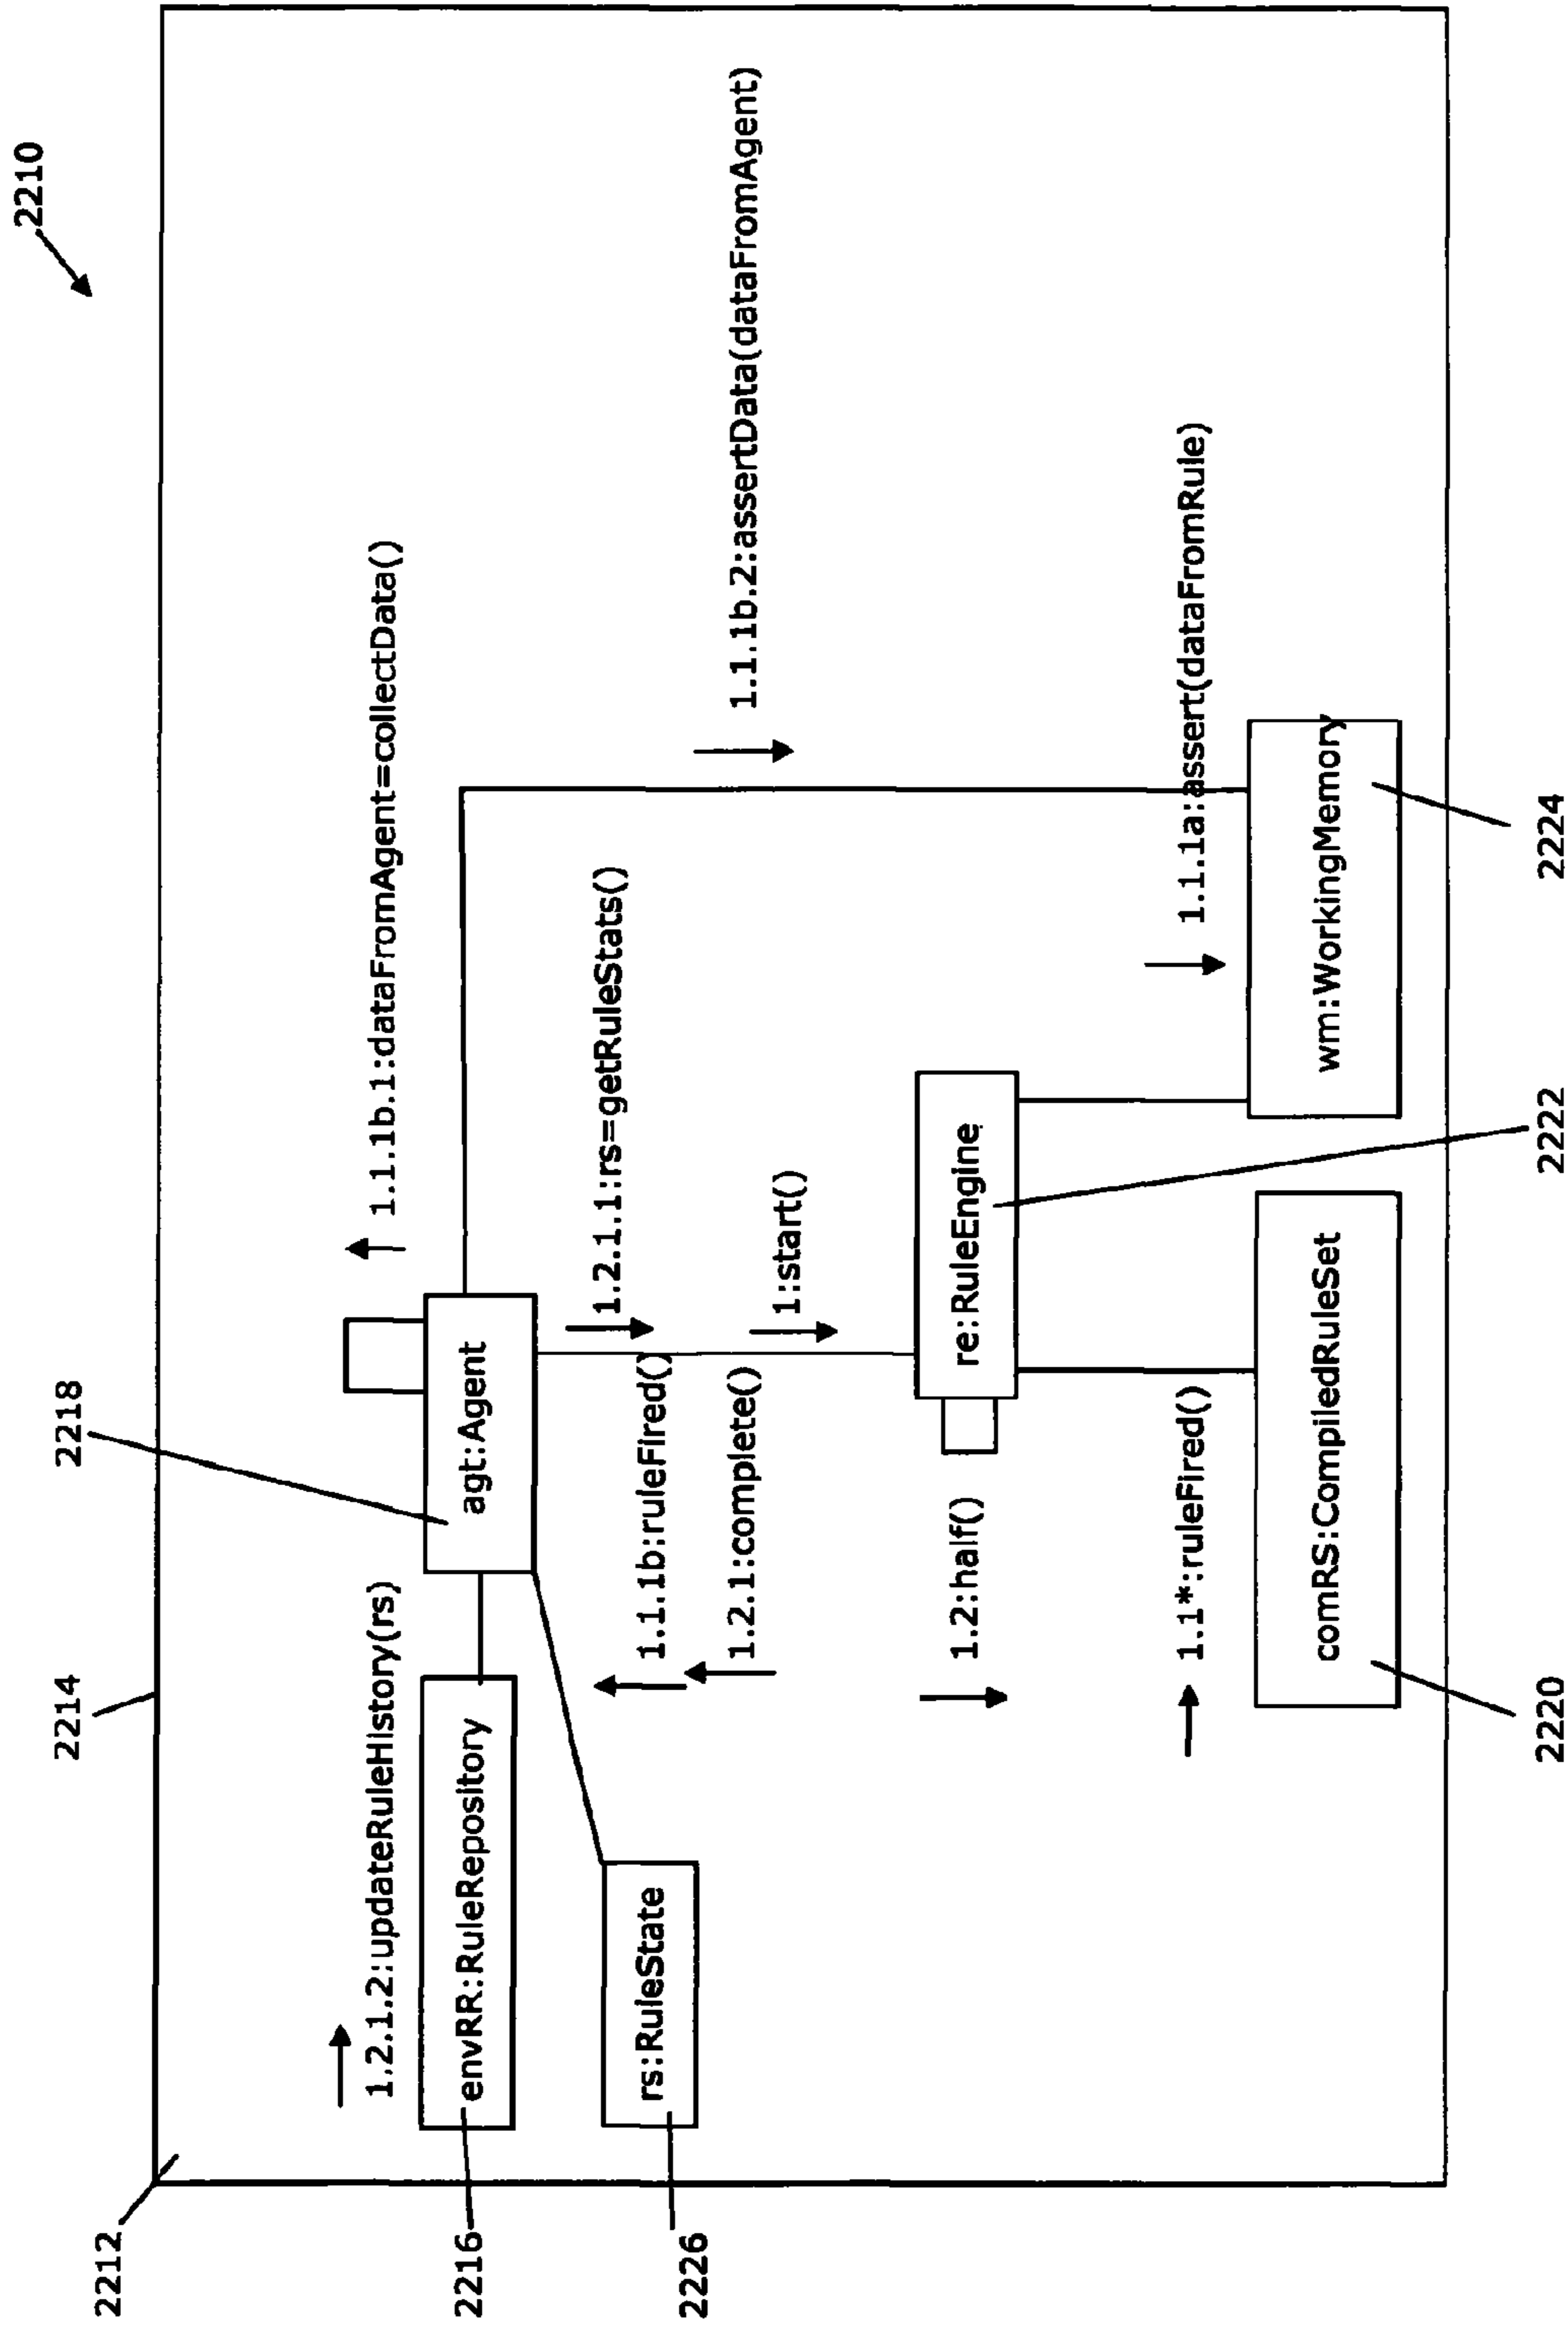 2210
2214
2218
2212
1.1.1b.1:dataFromAgent=collectData()
1.2.1.2:updateRuleHistory(rs)
agt:Agent
envRR:RuleRepository
2216
1.2.1.1:rs=getRuleStats()
1.1.1b.2:assertData(dataFromAgent)
rs:RuleState
2226
1.1.1b:ruleFired()
1:start()
1.2.1:complete()
re:RuleEngine
1.2:half()
1.1.1a:assert(dataFromRule)
1.1*:ruleFired()
comRS:CompiledRuleSet
wm:WorkingMemory
2220
2222
2224